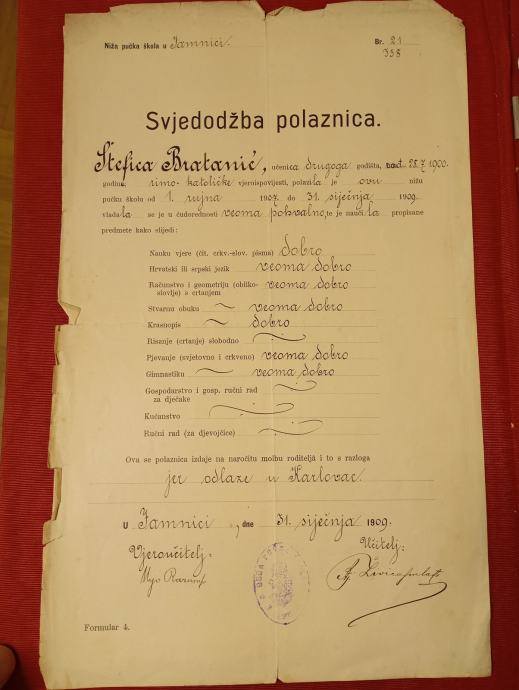 Niža pučka škola u Jamnici.
Br. 21
358
Svjedodžba polaznica.
Štefica Bratanić, učenica drugoga godišta, 28. 7. 1900.
godine, rimo-katoličke vjeroispovjesti, polazila je ovu nižu
pučku školu od 1. rujna 1907. do 31. siječnja 1909.
vladala se je u ćudorednosti veoma pohvalno, te je naučila propisane
predmete kako slijedi:
Nauku vjere (čit. crkv.-slov. pisma) dobro
Hrvatski ili srpski jezik veoma dobro
Računstvo i geometriju (obliko-
slovlje) s crtanjem veoma dobro
Stvarnu obuku veoma dobro
Krasnopis dobro
Risanje (crtanje) slobodno
Pjevanje (svjetovno i crkveno) veoma dobro
Gimnastiku veoma dobro
Gospodarstvo i gosp. ručni rad
za dječake
Kućanstvo
Ručni rad (za djevojčice)
Ova se polaznica izdaje na naročitu molbu roditeljâ i to s razloga
jer odlaze u Karlovac.
U Jamnici, dne 31. siječnja 1909.
Vjeroučitelj:
Učitelj:
Mijo
Formular 4.